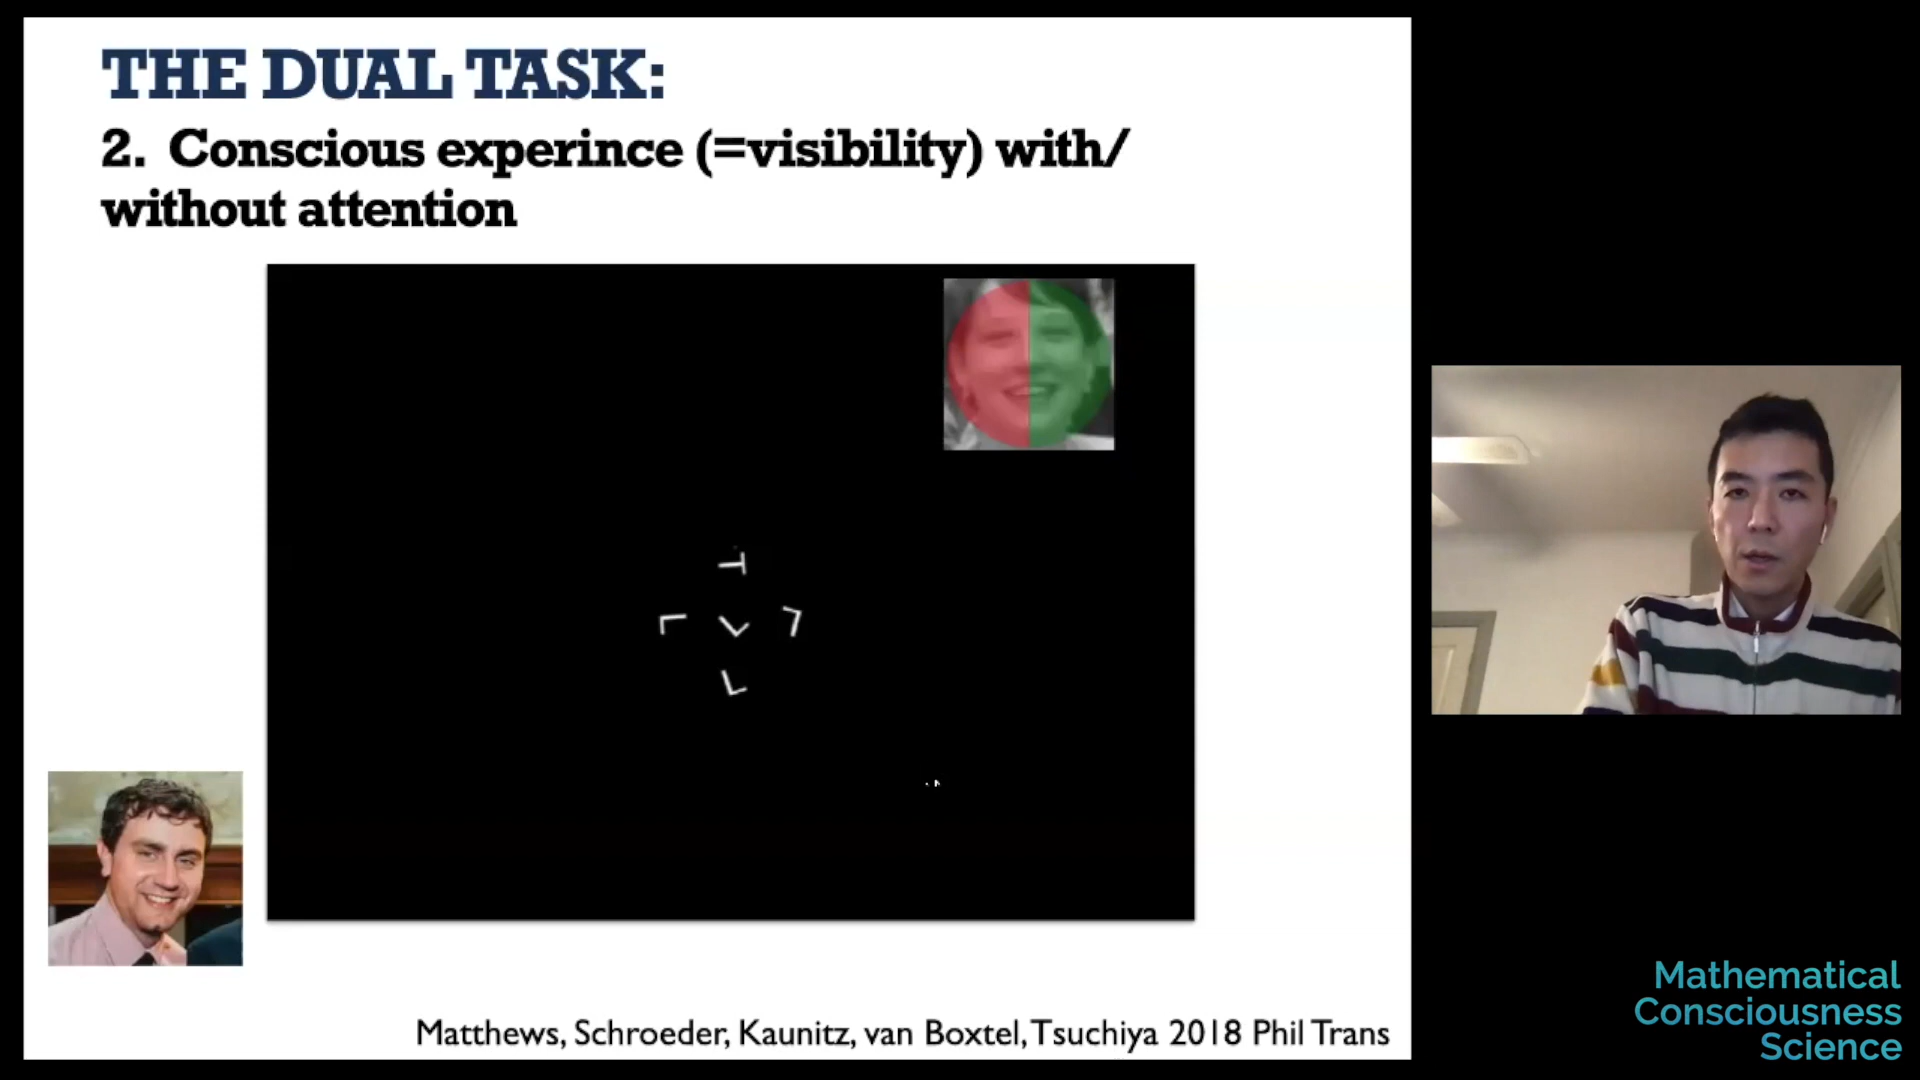 THE DUAL TASK:
2. Conscious experince (=visibility) with/
without attention
Matthews, Schroeder, Kaunitz, van Boxtel, Tsuchiya 2018 Phil Trans
Mathematical
Consciousness
Science